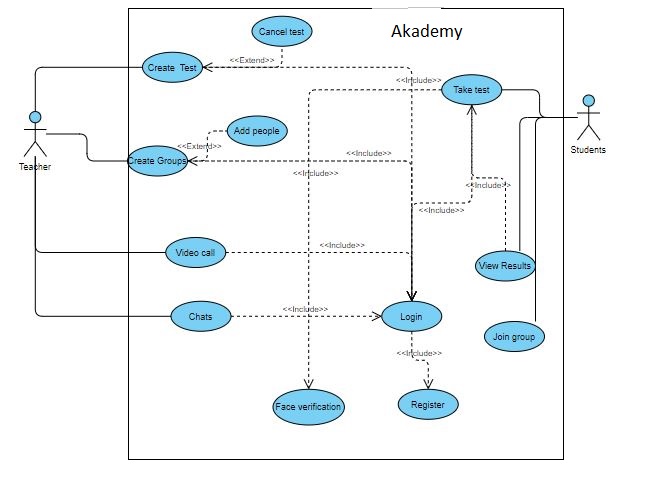 Akademy
Cancel test
<<Extend>>
Create Test
<<Include>>
Take test
Add people
Students
Teacher
<<Extend>>
Create Groups
<<Include>>
<<Include>>
<<Include>>
<<Include>>
Video call
<<Include>>
View Results
Chats
<<Include>>
Login
Join group
<<Include>>
Face verification
Register